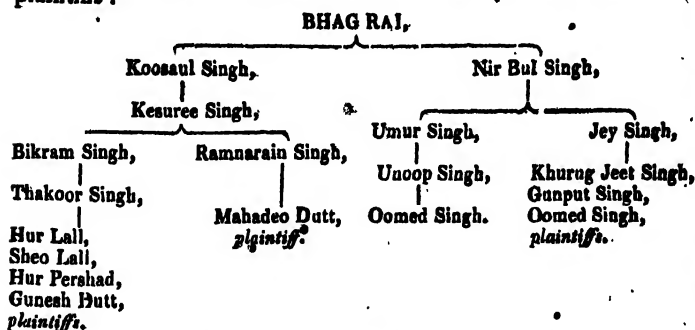 BHAG RAI,
Koosaul Singh, Nir Bul Singh,
Kesuree Singh,
Umur Singh, Jey Singh,
Bikram Singh, Ramnarain Singh,
Unoop Singh, Khurug Jeet Singh,
Thakoor Singh, Gunput Singh,
Mahadeo Dutt, Oomed Singh. Oomed Singh,
plaintiff. plaintiffs.
Hur Lall,
Sheo Lall,
Hur Pershad,
Gunesh Dutt,
plaintiffs.